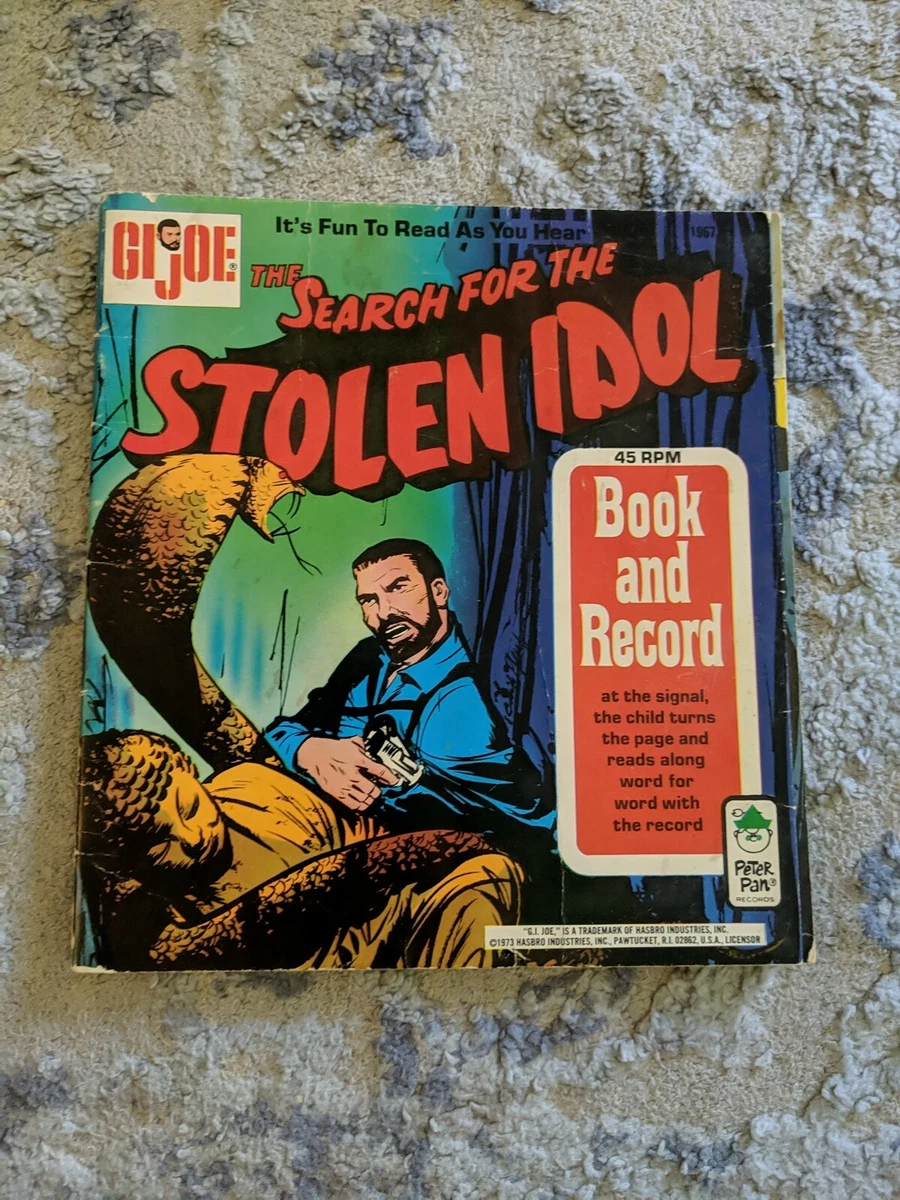 GI JOE®
It's Fun To Read As You Hear
1967
THE
SEARCH FOR THE
STOLEN IDOL
45 RPM
Book
and
Record
at the signal,
the child turns
the page and
reads along
word for
word with
the record
PETER
PAN®
RECORDS
"G.I. JOE," IS A TRADEMARK OF HASBRO INDUSTRIES, INC.
©1973 HASBRO INDUSTRIES, INC., PAWTUCKET, R.I. 02862, U.S.A., LICENSOR